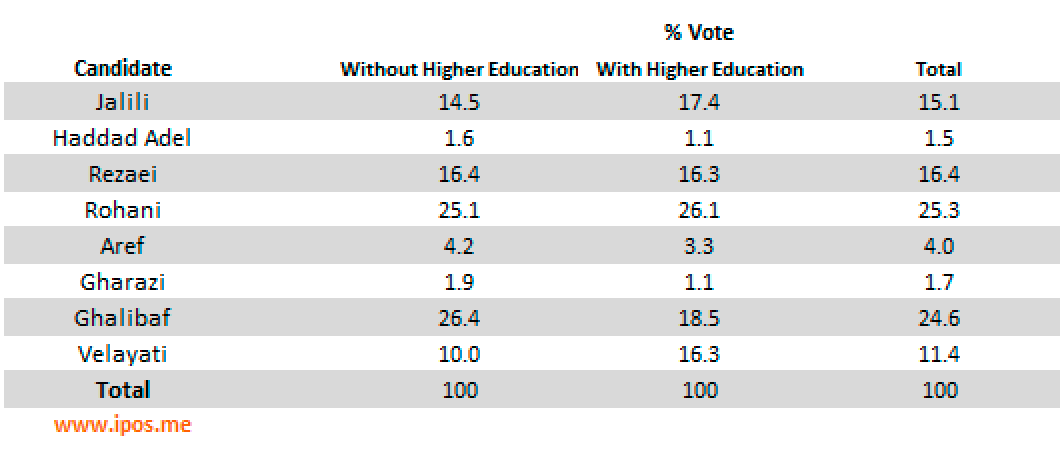 % Vote
Candidate Without Higher Education With Higher Education Total
Jalili 14.5 17.4 15.1
Haddad Adel 1.6 1.1 1.5
Rezaei 16.4 16.3 16.4
Rohani 25.1 26.1 25.3
Aref 4.2 3.3 4.0
Gharazi 1.9 1.1 1.7
Ghalibaf 26.4 18.5 24.6
Velayati 10.0 16.3 11.4
Total 100 100 100
www.ipos.me